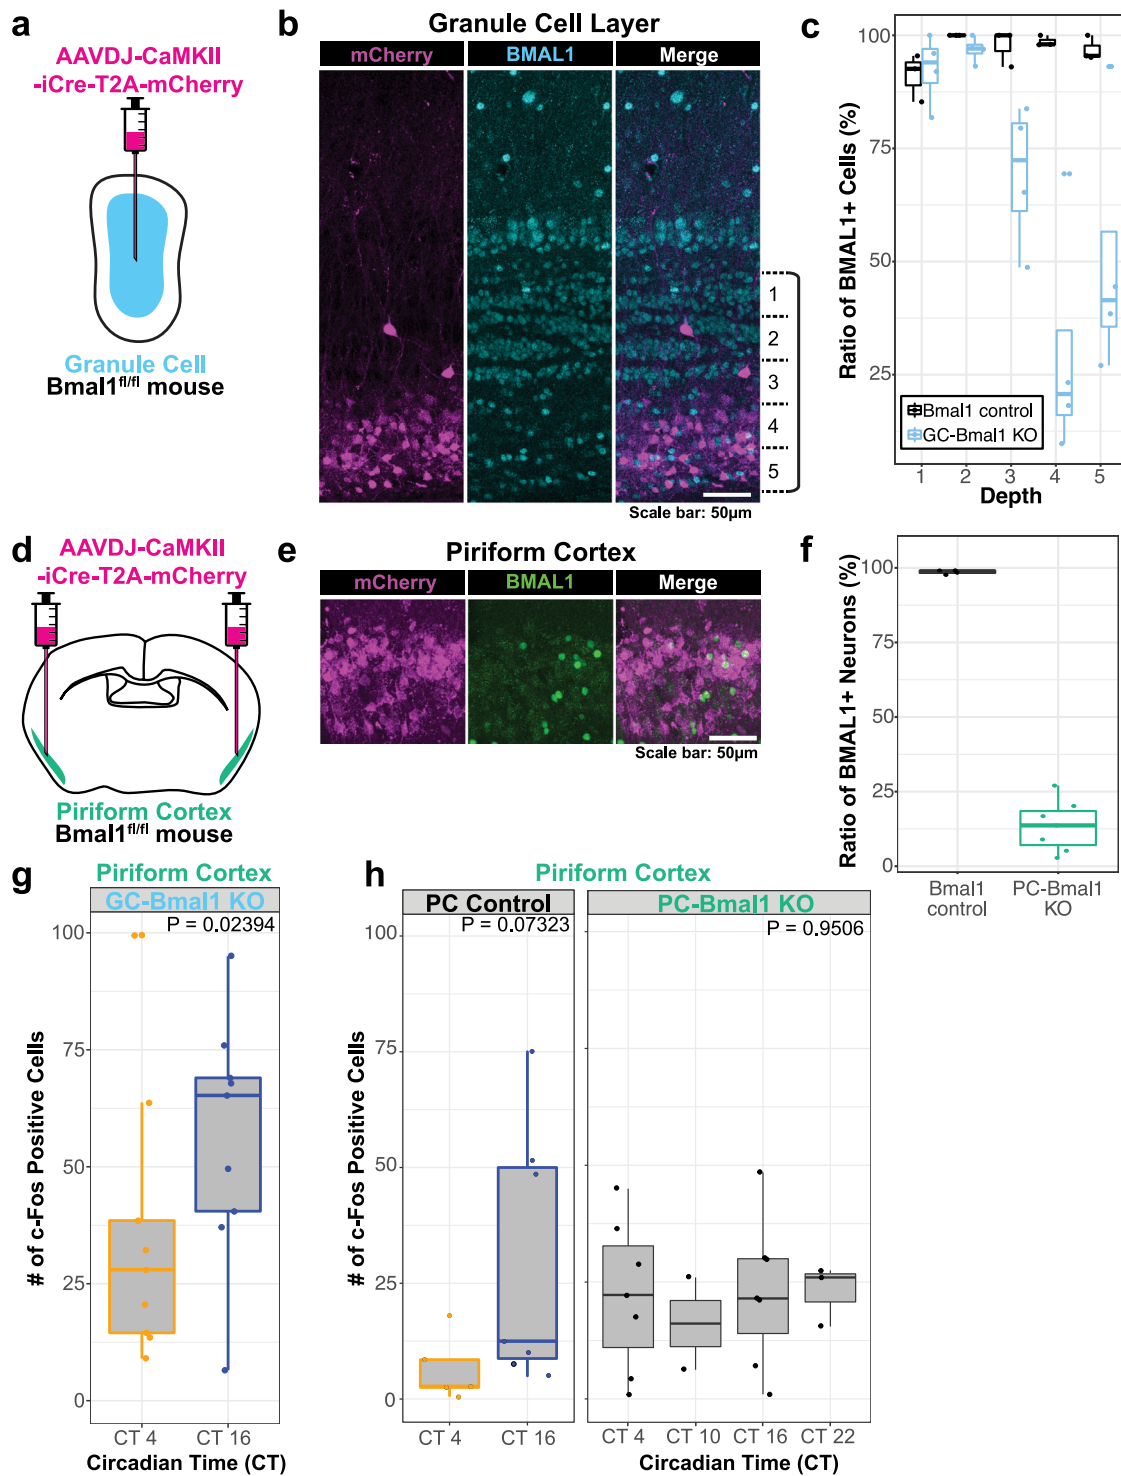 a
AAVDJ-CaMKII
-iCre-T2A-mCherry
Granule Cell
Bmal1fl/fl mouse
b
Granule Cell Layer
mCherry
BMAL1
Merge
1
2
3
4
5
Scale bar: 50µm
c
Ratio of BMAL1+ Cells (%)
100
75
50
25
Bmal1 control
GC-Bmal1 KO
1 2 3 4 5
Depth
d
AAVDJ-CaMKII
-iCre-T2A-mCherry
Piriform Cortex
Bmal1fl/fl mouse
e
Piriform Cortex
mCherry
BMAL1
Merge
Scale bar: 50µm
f
Ratio of BMAL1+ Neurons (%)
100
75
50
25
0
Bmal1
control
PC-Bmal1
KO
g
Piriform Cortex
GC-Bmal1 KO
P = 0.02394
# of c-Fos Positive Cells
100
75
50
25
0
CT 4
CT 16
Circadian Time (CT)
h
Piriform Cortex
PC Control
P = 0.07323
PC-Bmal1 KO
P = 0.9506
# of c-Fos Positive Cells
100
75
50
25
0
CT 4
CT 16
CT 4
CT 10
CT 16
CT 22
Circadian Time (CT)